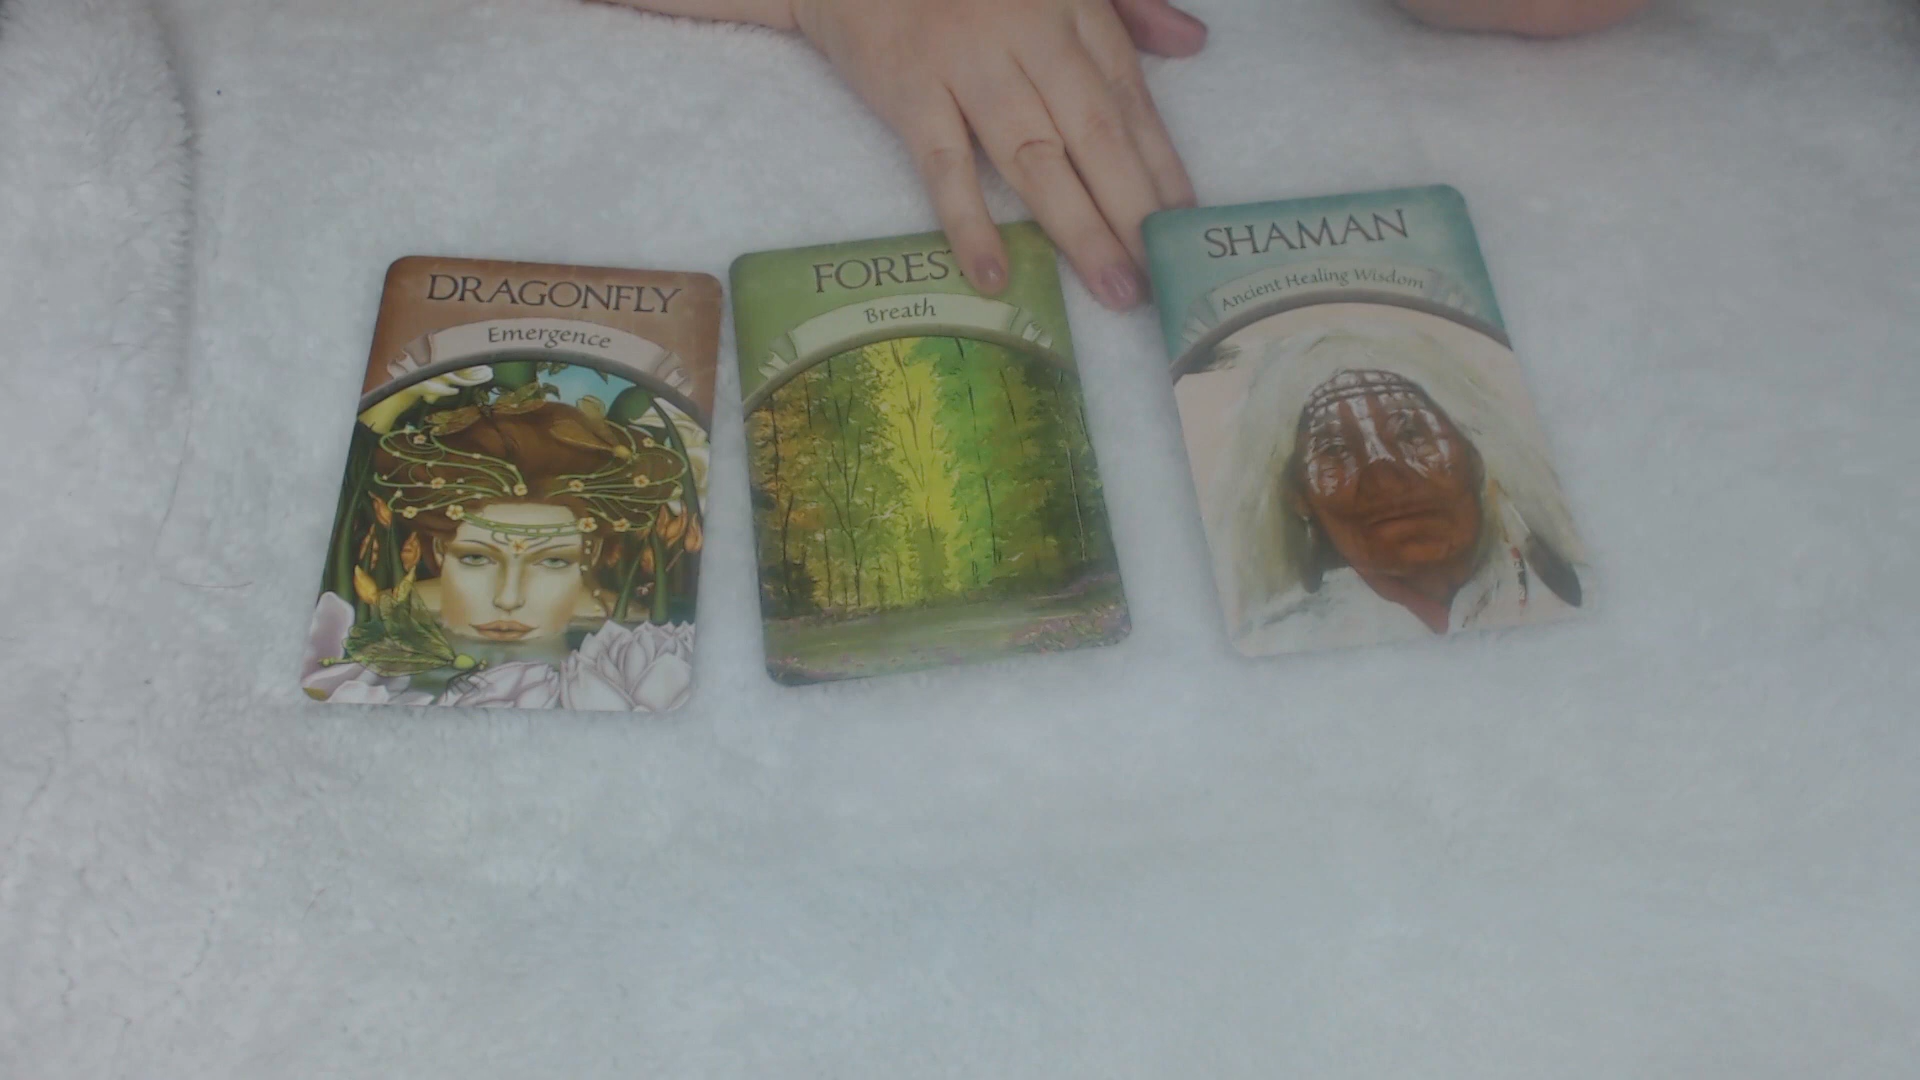 DRAGONFLY
Emergence
FOREST
Breath
SHAMAN
Ancient Healing Wisdom